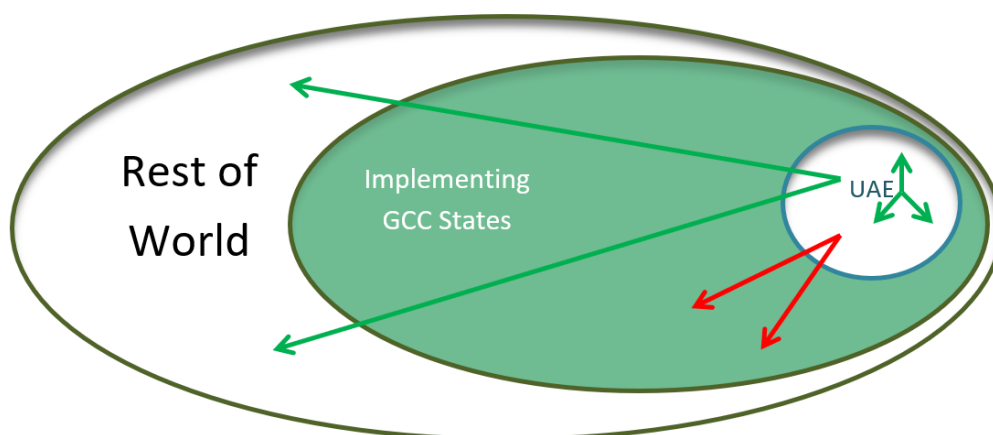 Rest of
World
Implementing
GCC States
UAE